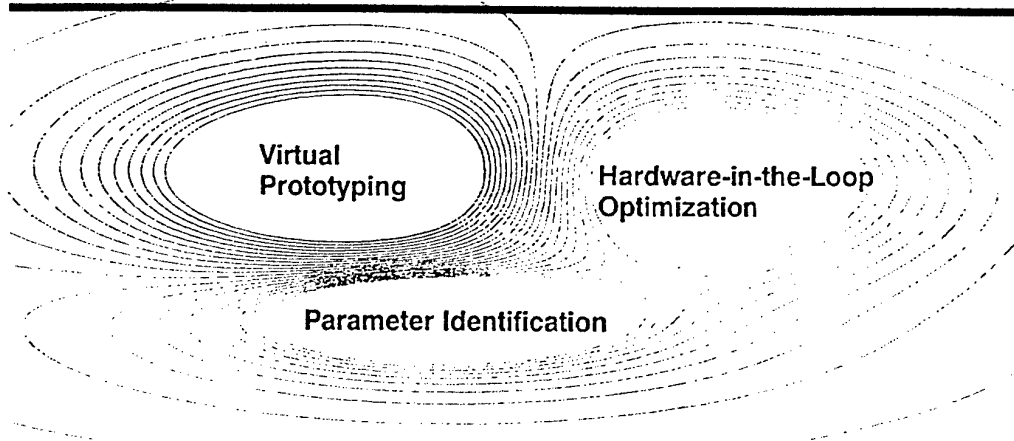 Virtual
Prototyping
Hardware-in-the-Loop
Optimization
Parameter Identification